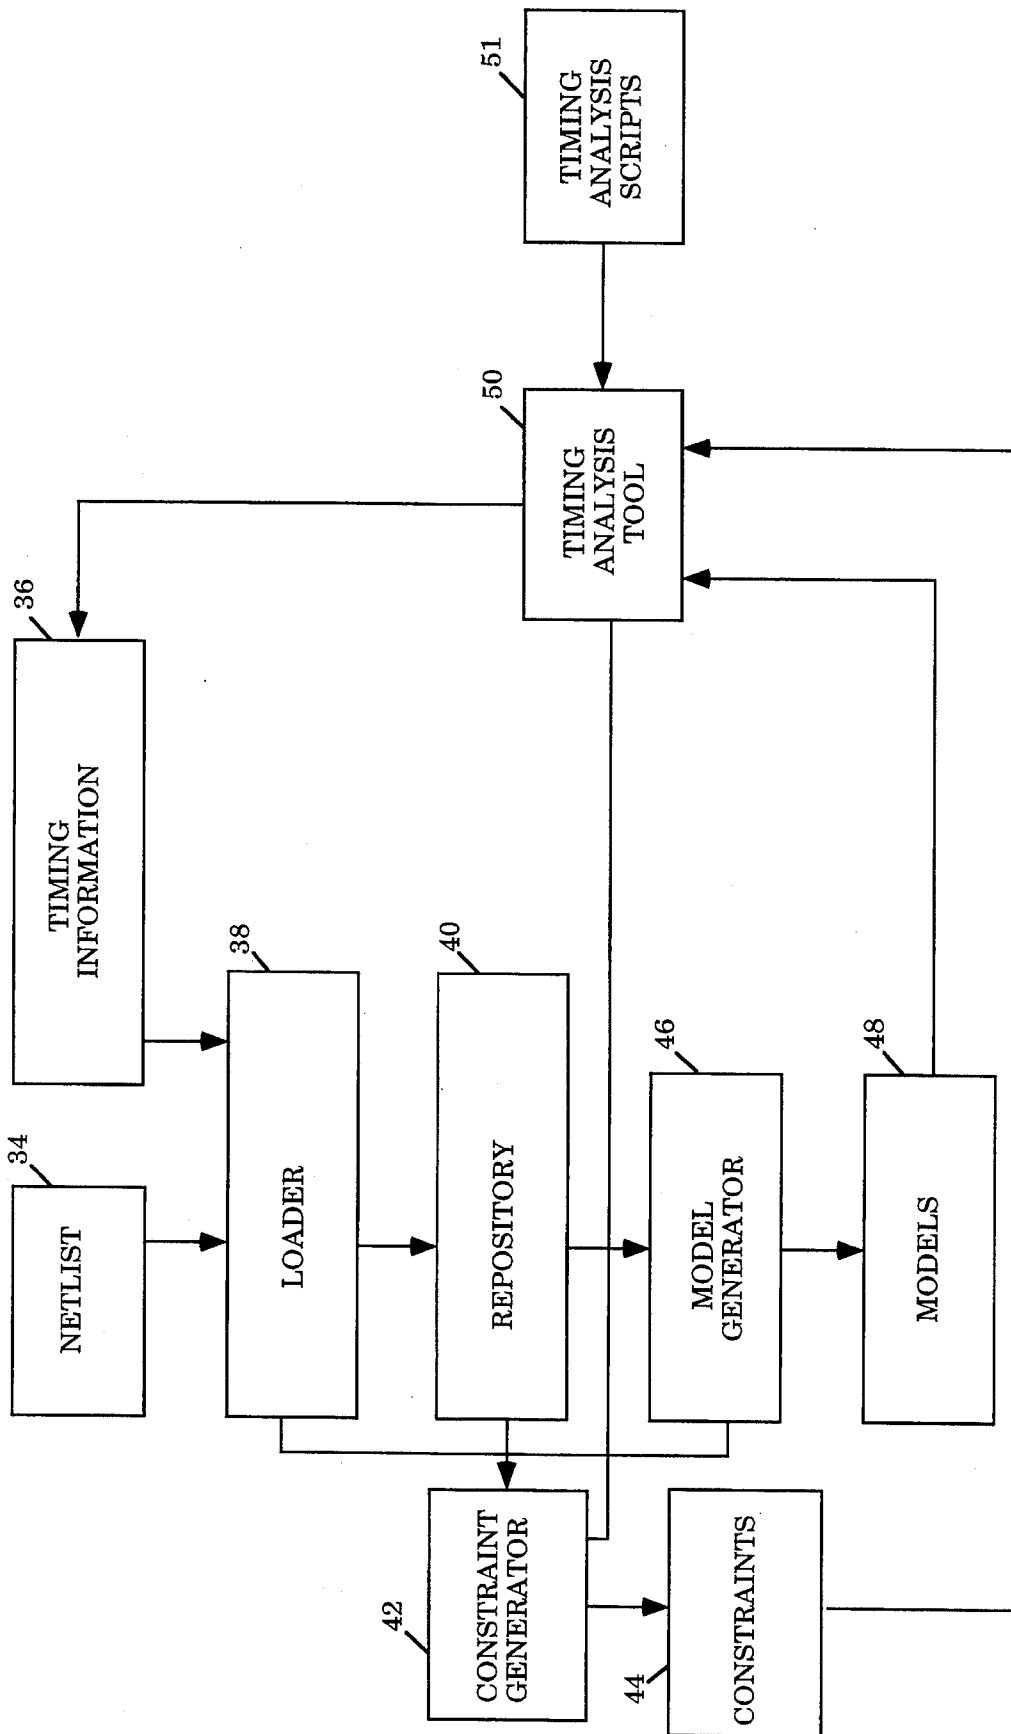 34
NETLIST
36
TIMING
INFORMATION
38
LOADER
40
REPOSITORY
42
CONSTRAINT
GENERATOR
44
CONSTRAINTS
46
MODEL
GENERATOR
48
MODELS
50
TIMING
ANALYSIS
TOOL
51
TIMING
ANALYSIS
SCRIPTS